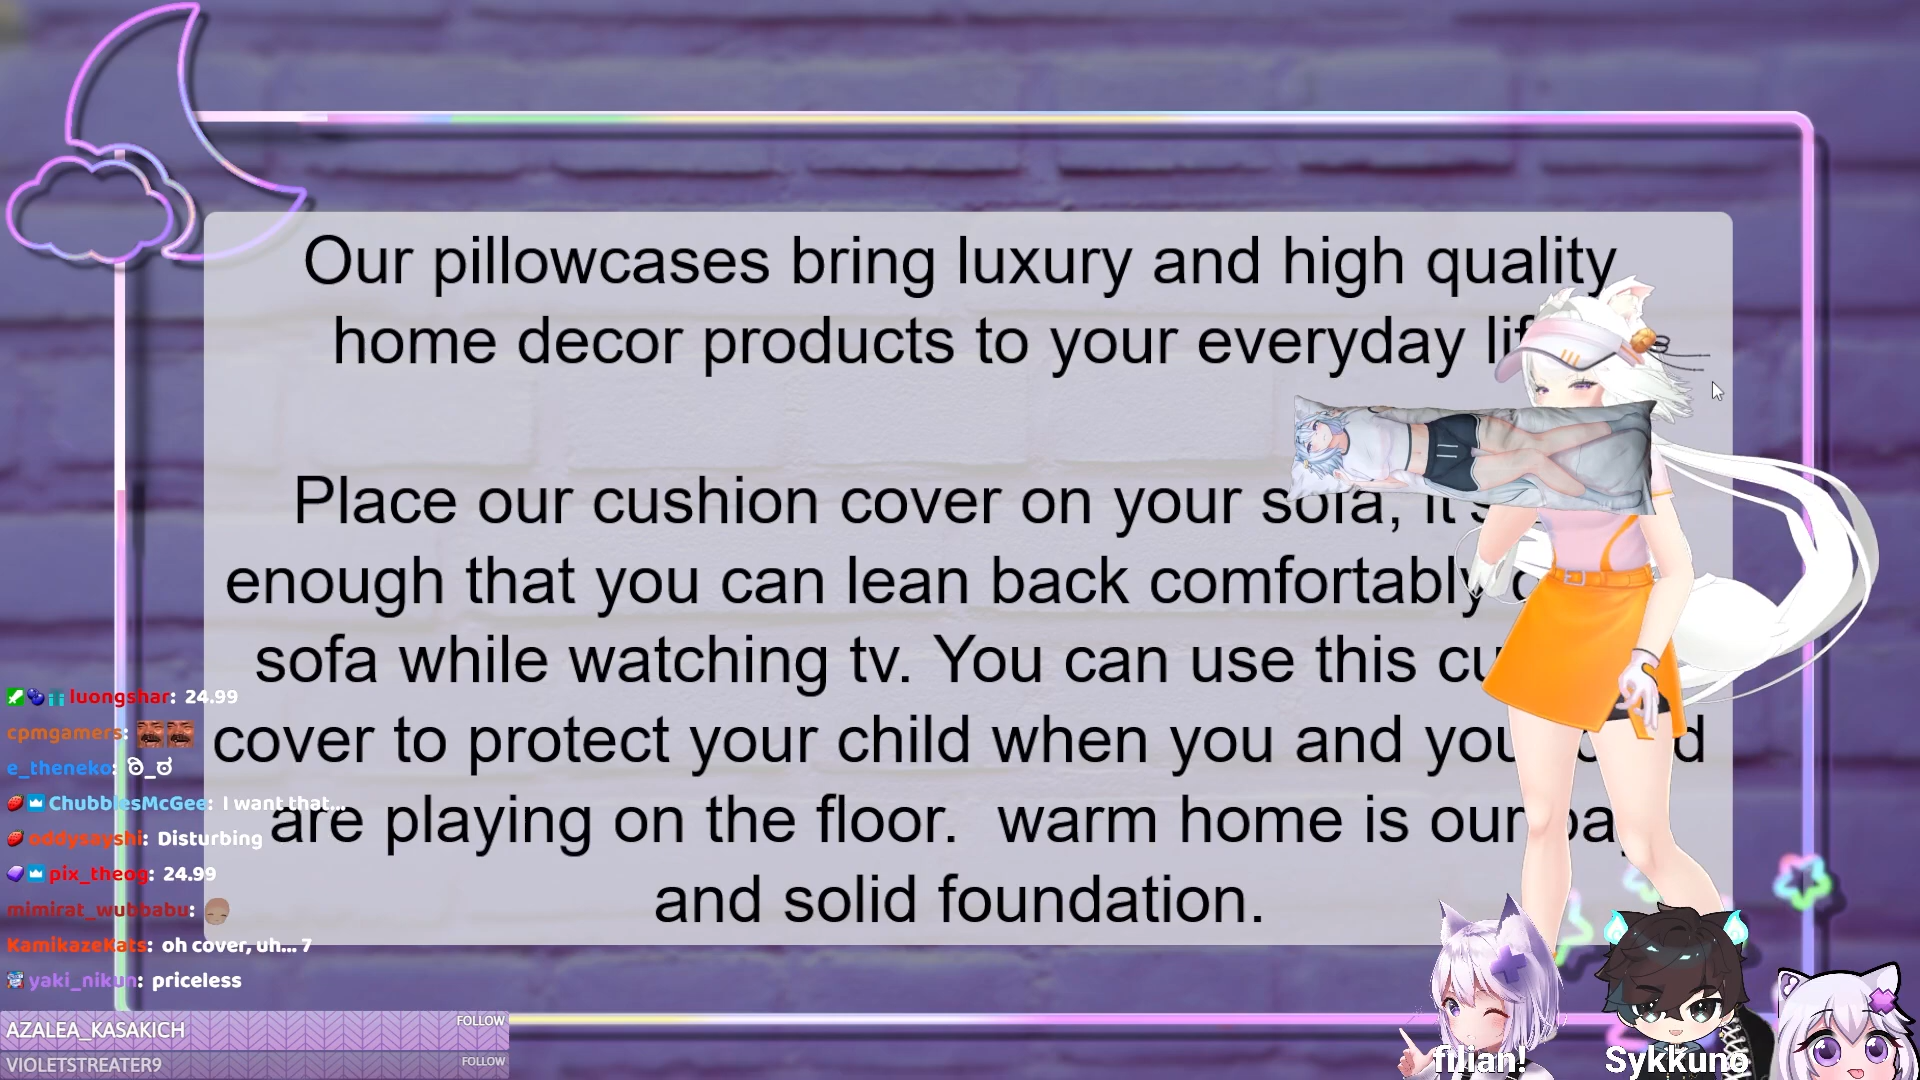 Our pillowcases bring luxury and high quality
home decor products to your everyday
Place our cushion cover on your sofa, it's
enough that you can lean back comfortably
sofa while watching tv. You can use this
cover to protect your child when you and
are playing on the floor. warm home is our
and solid foundation.
luongshar: 24.99
cpmgamers:
e_theneko: ಠ_ಠ
ChubblesMcGee: I want that...
oddysayshi: Disturbing
pix_theog: 24.99
mimirat_wubbabu:
KamikazeKats: oh cover, uh... 7
yaki_nikun: priceless
AZALEA_KASAKICH FOLLOW
VIOLETSTREATER9 FOLLOW
filian! Sykkuno